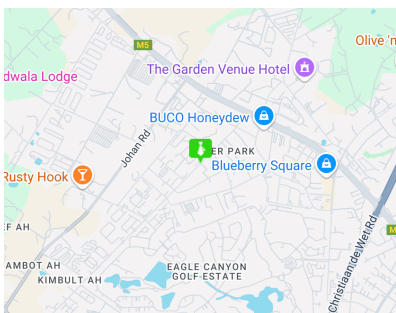 M5
Olive 'n
The Garden Venue Hotel
dwala Lodge
BUCO Honeydew
Johan Rd
ER PARK
Blueberry Square
Rusty Hook
Christiaan de Wet Rd
EF AH
M
AMBOT AH
EAGLE CANYON
GOLF ESTATE
KIMBULT AH